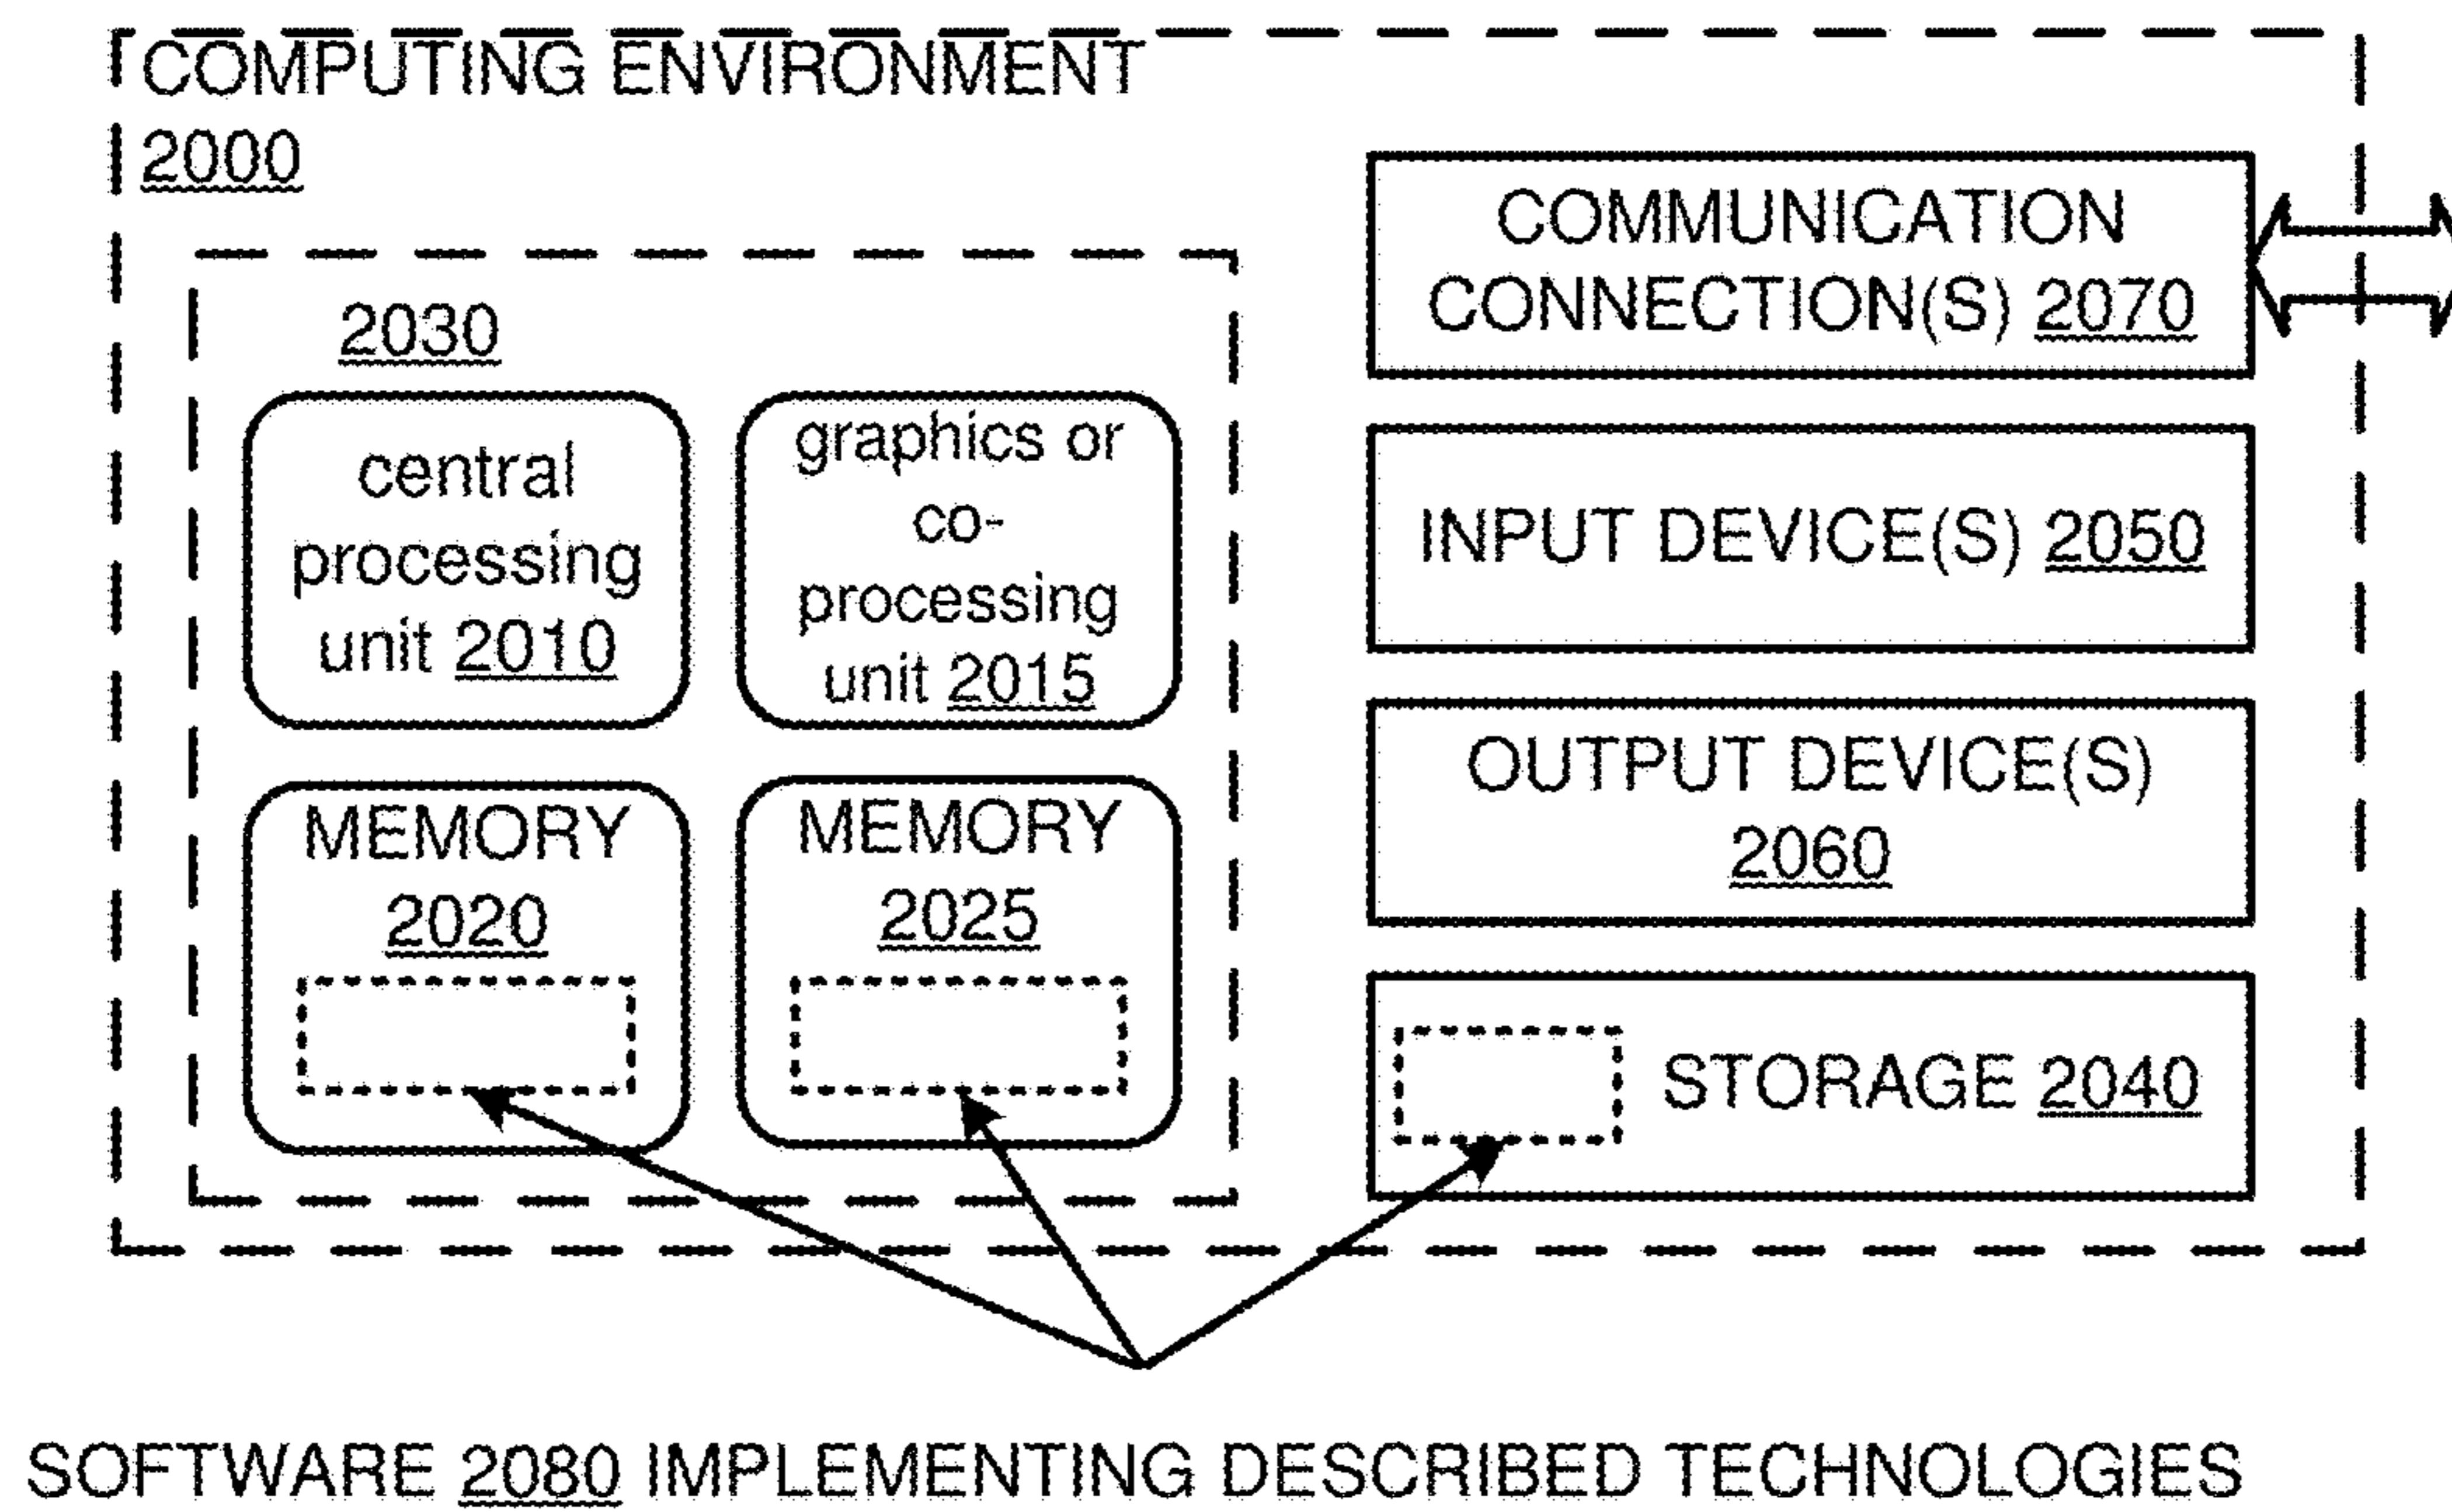 COMPUTING ENVIRONMENT
2000
2030
central
processing
unit 2010
graphics or
co-
processing
unit 2015
MEMORY
2020
MEMORY
2025
COMMUNICATION
CONNECTION(S) 2070
INPUT DEVICE(S) 2050
OUTPUT DEVICE(S)
2060
STORAGE 2040
SOFTWARE 2080 IMPLEMENTING DESCRIBED TECHNOLOGIES